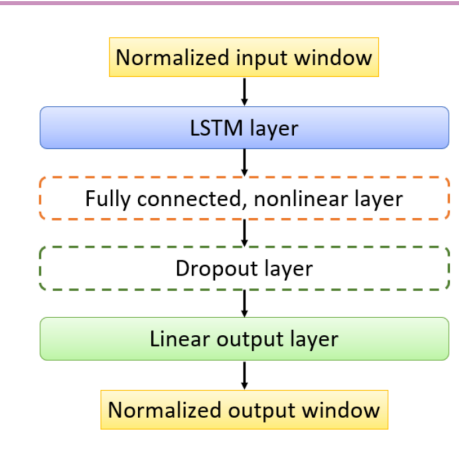 Normalized input window
LSTM layer
Fully connected, nonlinear layer
Dropout layer
Linear output layer
Normalized output window